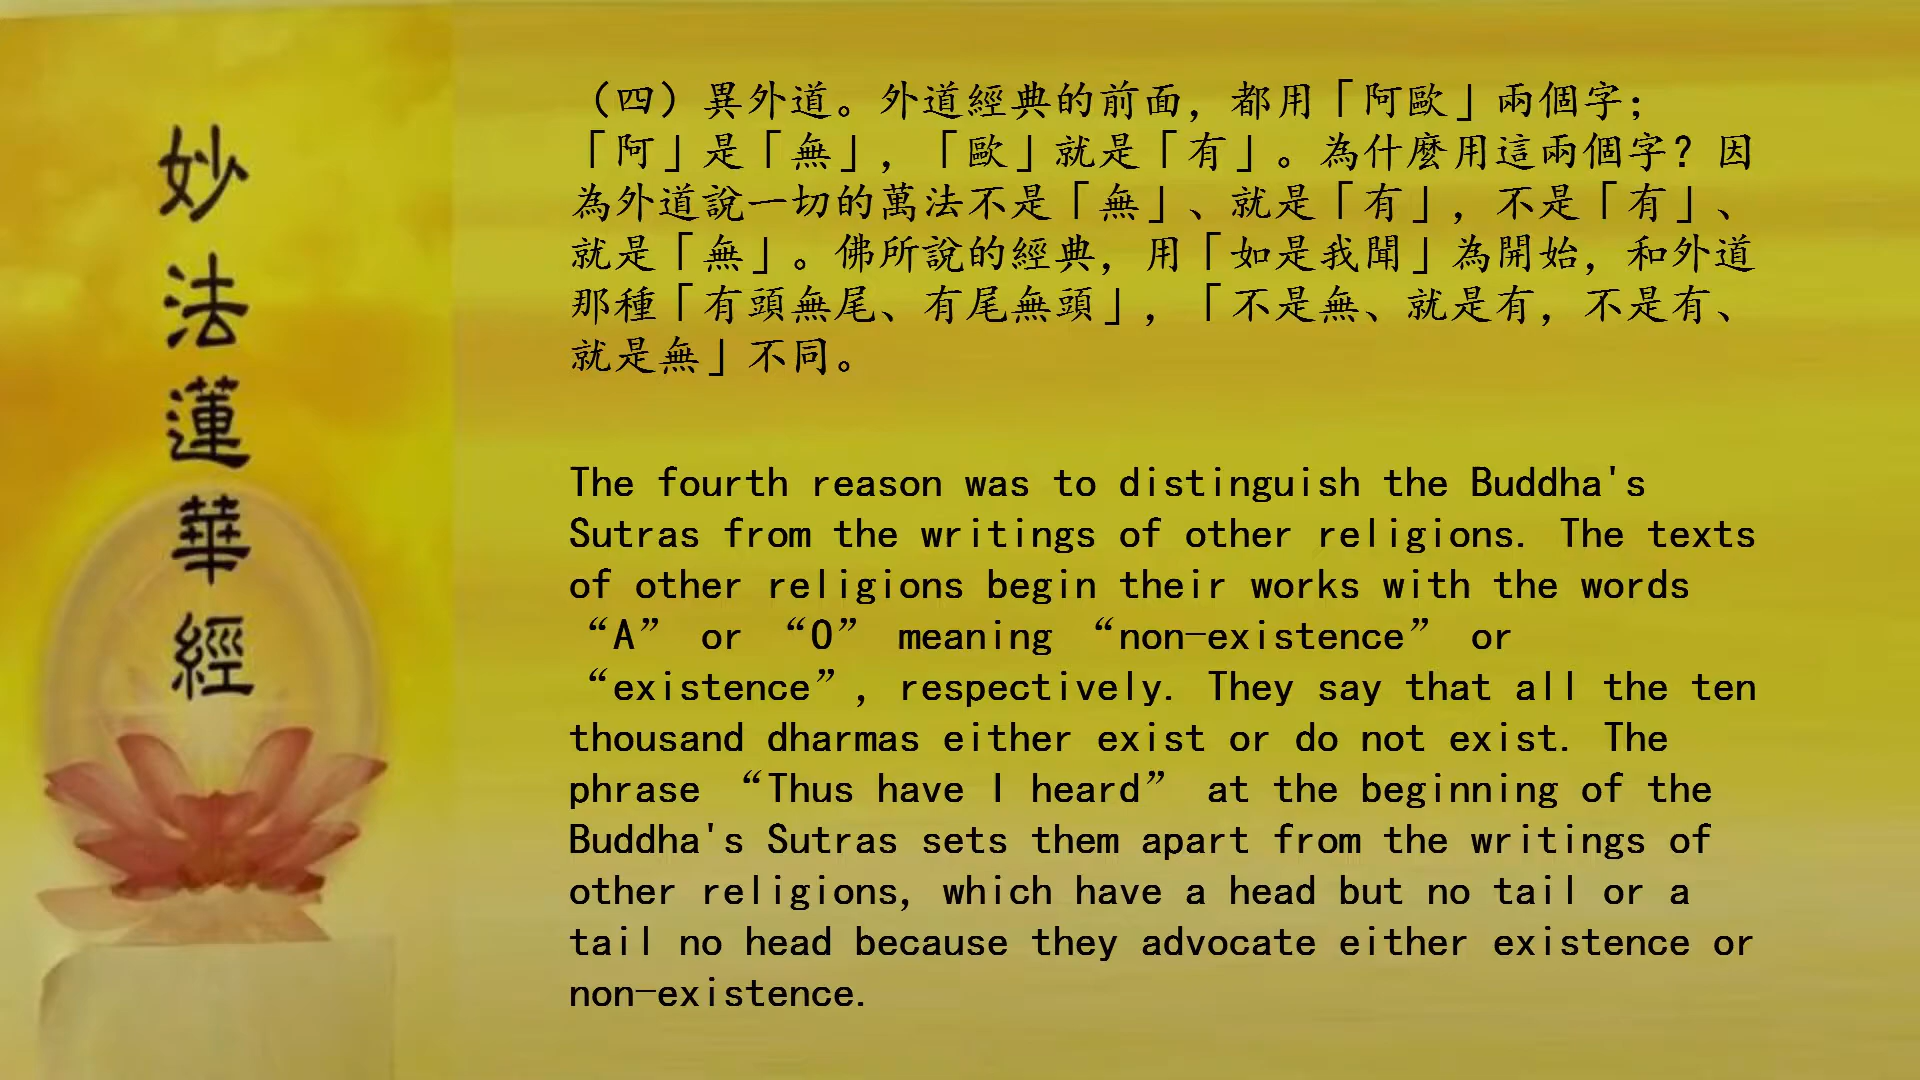 妙法蓮華經
（四）異外道。外道經典的前面，都用「阿歐」兩個字；
「阿」是「無」，「歐」就是「有」。為什麼用這兩個字？因
為外道說一切的萬法不是「無」、就是「有」，不是「有」、
就是「無」。佛所說的經典，用「如是我聞」為開始，和外道
那種「有頭無尾、有尾無頭」，「不是無、就是有，不是有、
就是無」不同。
The fourth reason was to distinguish the Buddha's
Sutras from the writings of other religions. The texts
of other religions begin their works with the words
“A” or “O” meaning “non-existence” or
“existence”, respectively. They say that all the ten
thousand dharmas either exist or do not exist. The
phrase “Thus have I heard” at the beginning of the
Buddha's Sutras sets them apart from the writings of
other religions, which have a head but no tail or a
tail no head because they advocate either existence or
non-existence.